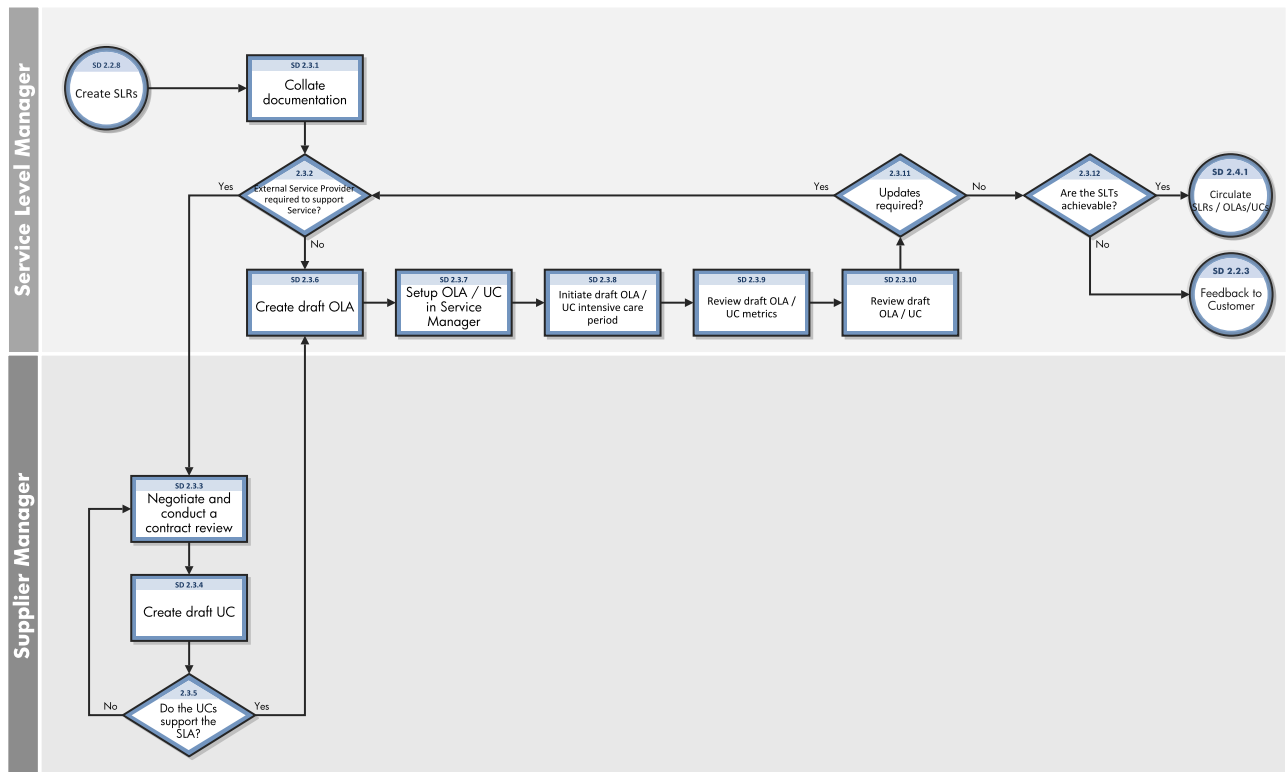 Service Level Manager
SD 2.2.8
Create SLRs
SD 2.3.1
Collate
documentation
2.3.2
External Service Provider
required to support
Service?
Yes
No
2.3.11
Updates
required?
Yes
No
2.3.12
Are the SLTs
achievable?
Yes
No
SD 2.4.1
Circulate
SLRs / OLAs/UCs
SD 2.3.6
Create draft OLA
SD 2.3.7
Setup OLA / UC
in Service
Manager
SD 2.3.8
Initiate draft OLA /
UC intensive care
period
SD 2.3.9
Review draft OLA /
UC metrics
SD 2.3.10
Review draft
OLA / UC
SD 2.2.3
Feedback to
Customer
Supplier Manager
SD 2.3.3
Negotiate and
conduct a
contract review
SD 2.3.4
Create draft UC
2.3.5
Do the UCs
support the
SLA?
No
Yes